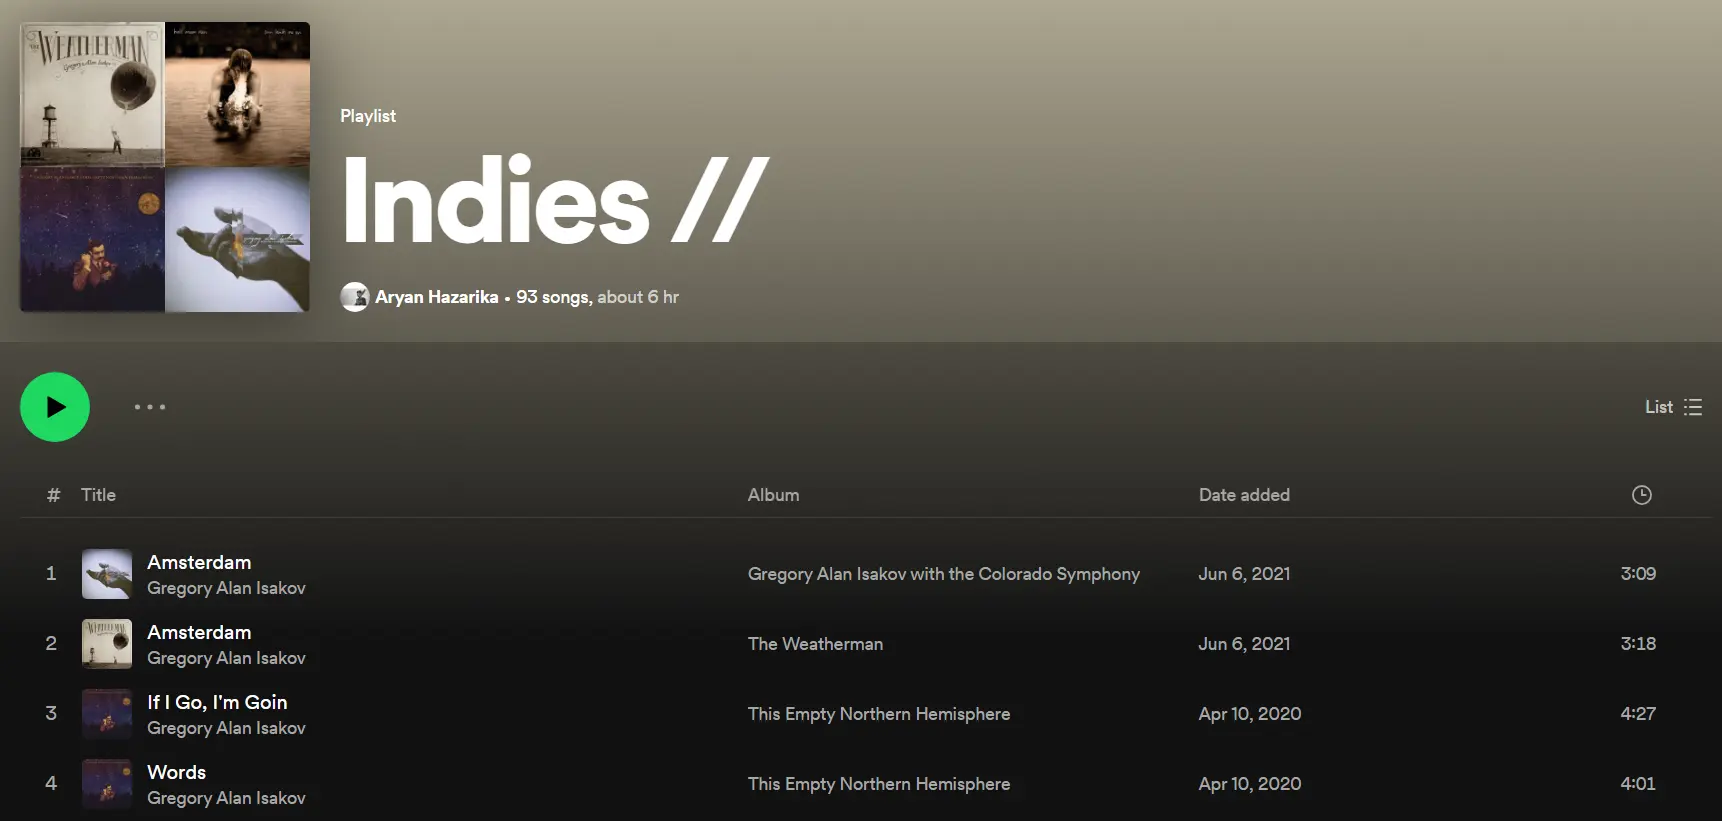 THE WEATHERMAN
Gregory Alan Isakov
Playlist
Indies //
Aryan Hazarika • 93 songs, about 6 hr
List
# Title Album Date added
1 Amsterdam Gregory Alan Isakov with the Colorado Symphony Jun 6, 2021 3:09
Gregory Alan Isakov
2 Amsterdam The Weatherman Jun 6, 2021 3:18
Gregory Alan Isakov
3 If I Go, I'm Goin This Empty Northern Hemisphere Apr 10, 2020 4:27
Gregory Alan Isakov
4 Words This Empty Northern Hemisphere Apr 10, 2020 4:01
Gregory Alan Isakov